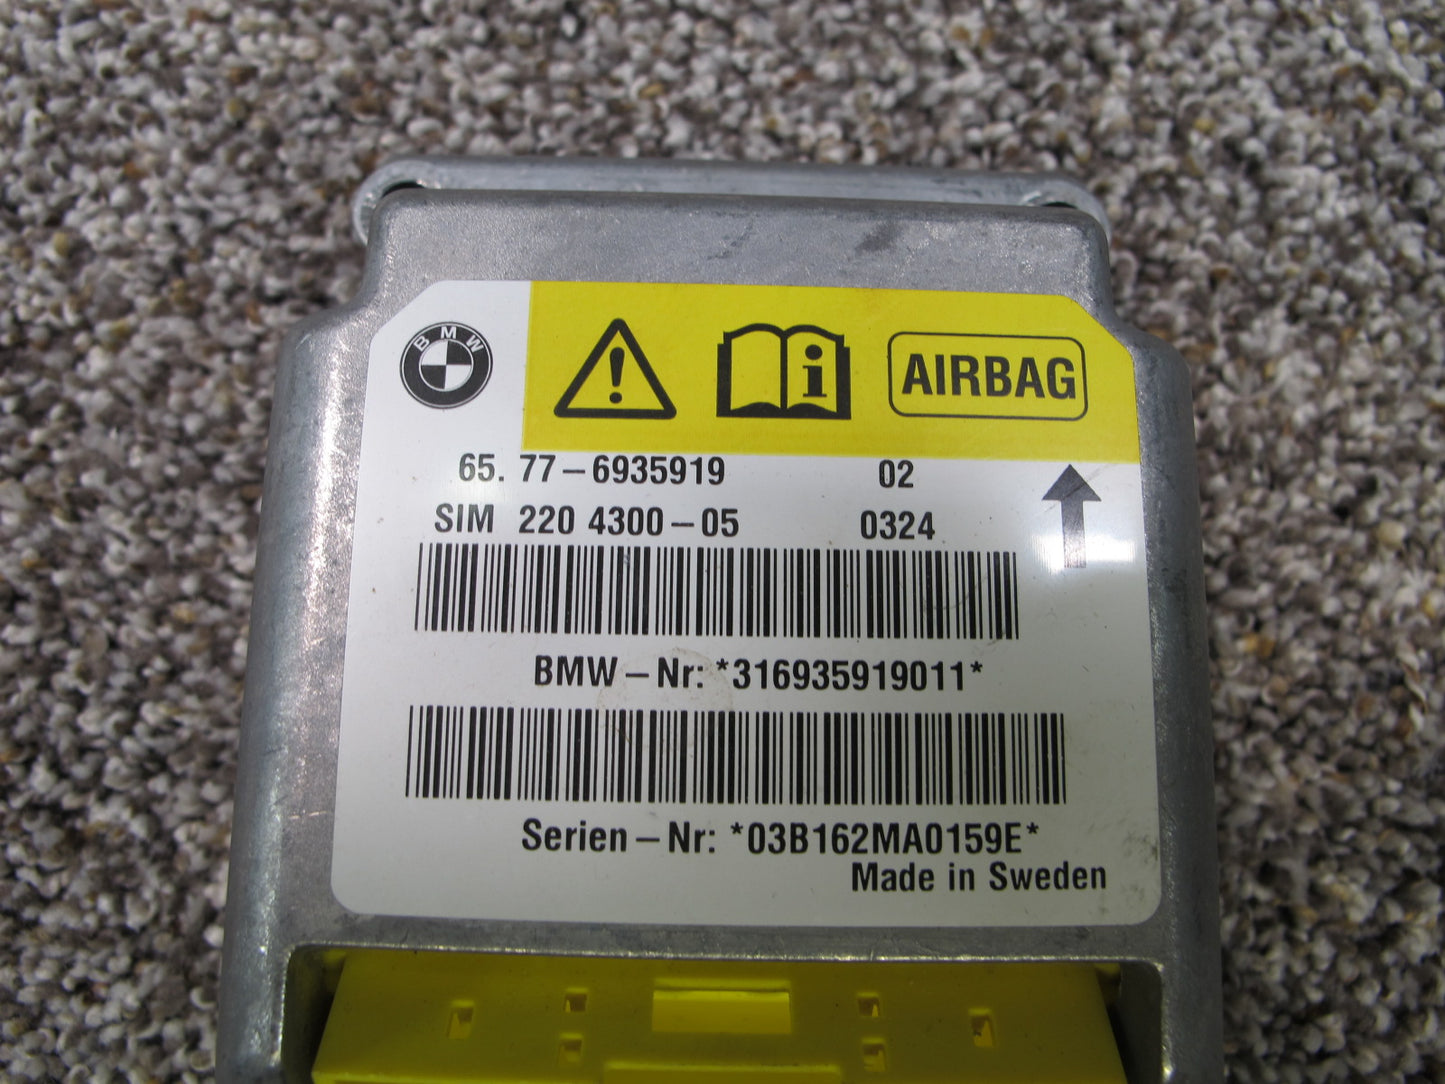 BMW
i
AIRBAG
65. 77-6935919 02
SIM 220 4300-05 0324
BMW-Nr: *316935919011*
Serien-Nr: *03B162MA0159E*
Made in Sweden